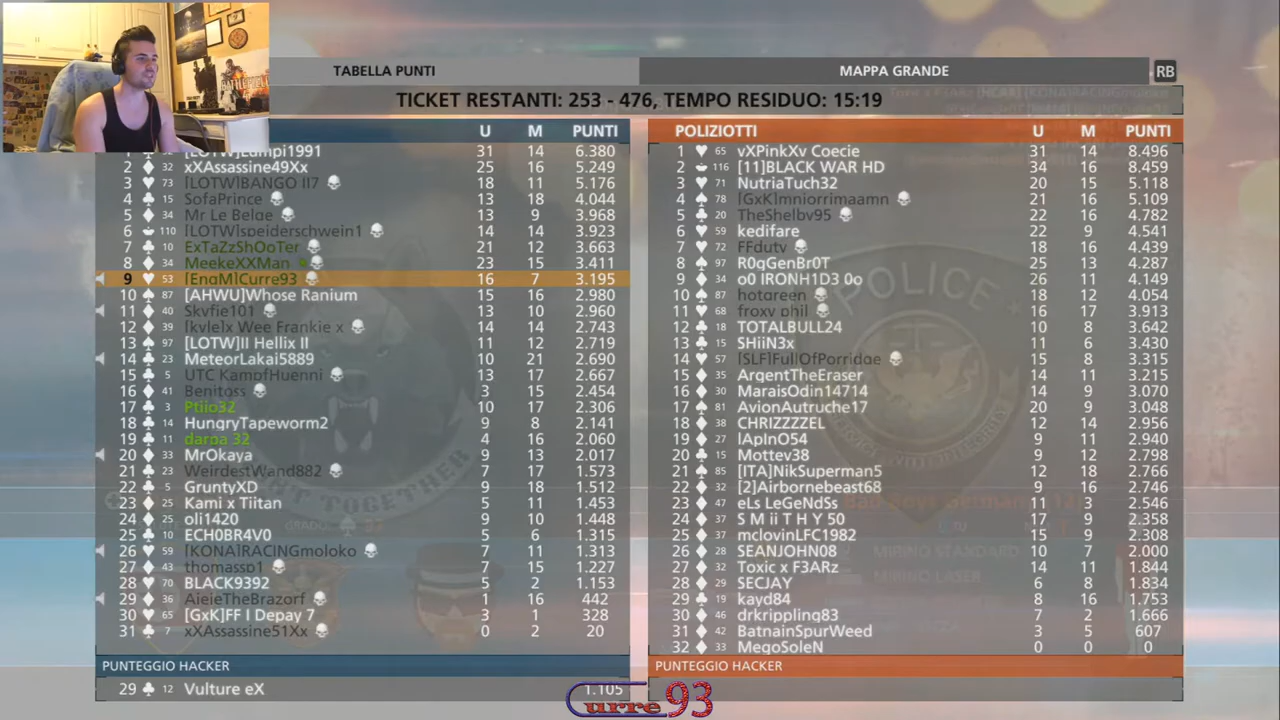 TABELLA PUNTI
MAPPA GRANDE
RB
TICKET RESTANTI: 253 - 476, TEMPO RESIDUO: 15:19
U M PUNTI
1 [LOTW]Lumpi1991 31 14 6.380
2 xXAssassine49Xx 25 16 5.249
3 73 [LOTW]BANGO II7 18 11 5.176
4 15 SofaPrince 13 18 4.044
5 34 Mr Le Belge 13 9 3.968
6 110 [LOTW]speiderschwein1 14 14 3.923
7 10 ExTaZzShOoTer 21 12 3.663
8 34 MeekeXXMan 23 15 3.411
9 53 [EngM]Curre93 16 7 3.195
10 87 [AHWU]Whose Ranium 15 16 2.980
11 40 Skyfie101 13 10 2.960
12 39 [kyle]x Wee Frankie x 14 14 2.743
13 97 [LOTW]II Hellix II 11 12 2.719
14 23 MeteorLakai5889 10 21 2.690
15 5 UTC KampfHuenni 13 17 2.667
16 41 Benitoss 3 15 2.454
17 3 Ptiio32 10 17 2.306
18 14 HungryTapeworm2 9 8 2.141
19 11 darpa 32 4 16 2.060
20 33 MrOkaya 9 13 2.017
21 23 WeirdestWand882 7 17 1.573
22 5 GruntyXD 9 18 1.512
23 25 Kami x Tiitan 5 11 1.453
24 25 oli1420 9 10 1.448
25 10 ECH0BR4V0 5 6 1.315
26 59 [KONA]RACINGmoloko 7 11 1.313
27 43 thomassp1 7 15 1.227
28 70 BLACK9392 5 2 1.153
29 36 AieieTheBrazorf 1 16 442
30 65 [GxK]FF I Depay 7 3 1 328
31 7 xXAssassine51Xx 0 2 20
PUNTEGGIO HACKER
29 12 Vulture eX 1.105
POLIZIOTTI U M PUNTI
1 65 vXPinkXv Coecie 31 14 8.496
2 116 [11]BLACK WAR HD 34 16 8.459
3 71 NutriaTuch32 20 15 5.118
4 78 [GxK]mniorrimaamn 21 16 5.109
5 20 TheShelby95 22 16 4.782
6 59 kedifare 22 9 4.541
7 72 FFduty 18 16 4.439
8 97 R0gGenBr0T 25 13 4.287
9 34 o0 IRONH1D3 0o 26 11 4.149
10 87 hotgreen 18 12 4.054
11 68 froxy phil 16 17 3.913
12 18 TOTALBULL24 10 8 3.642
13 15 SHiiN3x 11 6 3.430
14 57 [SLF]FullOfPorridge 15 8 3.315
15 35 ArgentTheEraser 14 11 3.215
16 30 MaraisOdin14714 14 9 3.070
17 81 AvionAutruche17 20 9 3.048
18 38 CHRIZZZZEL 12 14 2.956
19 27 lApInO54 9 11 2.940
20 15 Mottev38 9 12 2.798
21 85 [ITA]NikSuperman5 12 18 2.766
22 32 [2]Airbornebeast68 9 16 2.746
23 47 eLs LeGeNdSs 11 3 2.546
24 37 S M ii T H Y 50 17 9 2.358
25 37 mclovinLFC1982 15 9 2.308
26 28 SEANJOHN08 10 7 2.000
27 32 Toxic x F3ARz 14 11 1.844
28 29 SECJAY 6 8 1.834
29 19 kayd84 8 16 1.753
30 46 drkrippling83 7 2 1.666
31 42 BatnainSpurWeed 3 5 607
32 33 MegoSoleN 0 0 0
PUNTEGGIO HACKER
Curre 93